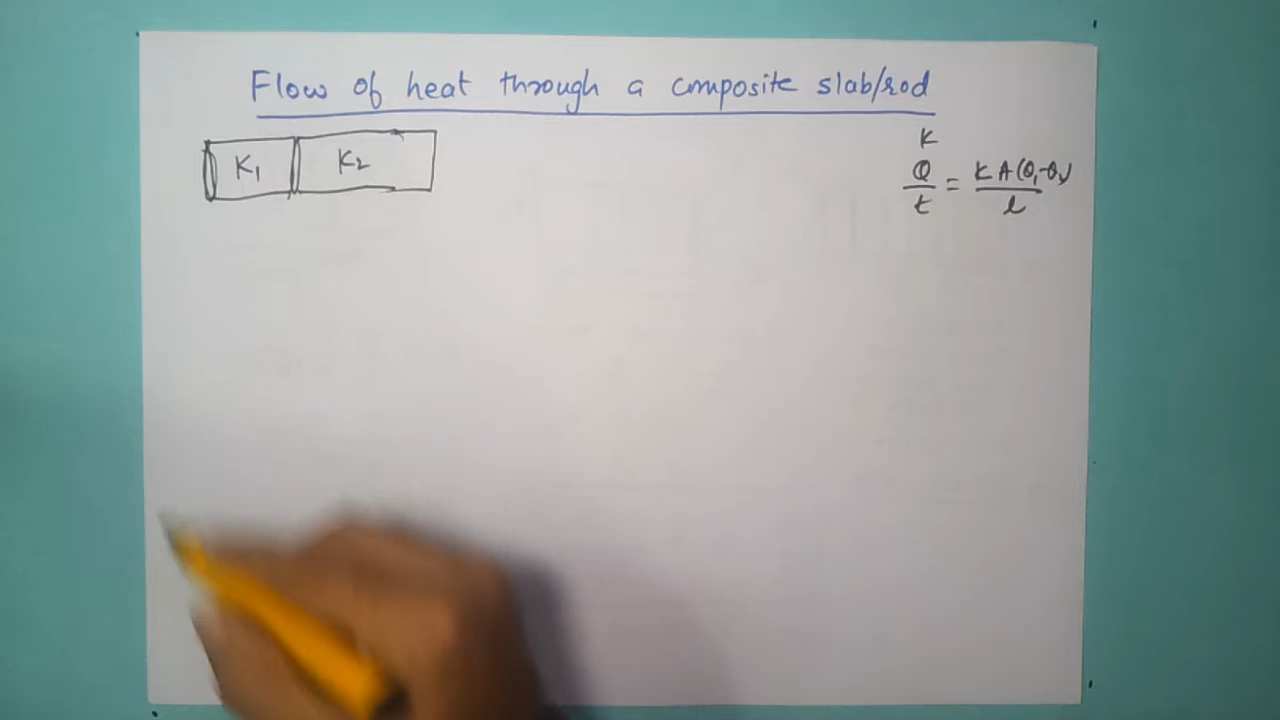 Flow of heat through a composite slab/rod
K₁ K₂
K
Q/t = KA(θ₁-θ₂)/l